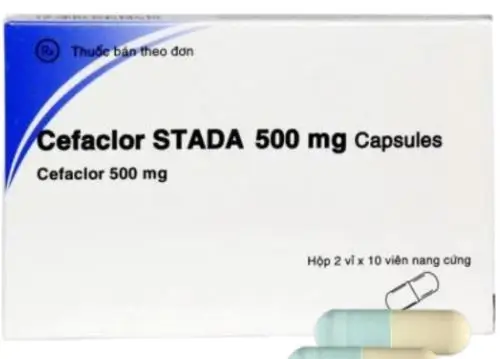 Rx Thuốc bán theo đơn
Cefaclor STADA 500 mg Capsules
Cefaclor 500 mg
Hộp 2 vỉ x 10 viên nang cứng